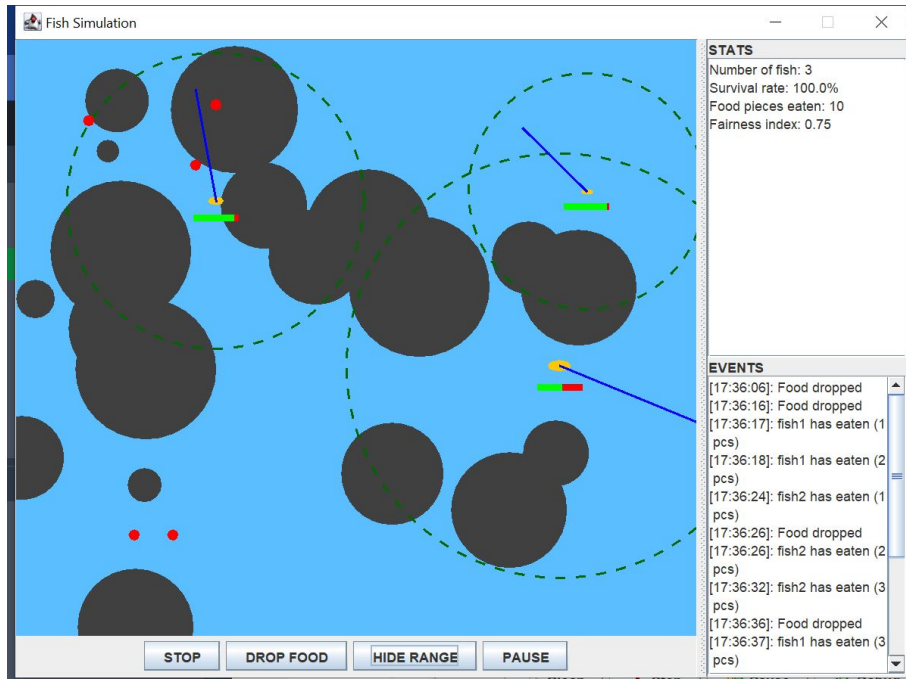 Fish Simulation
STATS
Number of fish: 3
Survival rate: 100.0%
Food pieces eaten: 10
Fairness index: 0.75
EVENTS
[17:36:06]: Food dropped
[17:36:16]: Food dropped
[17:36:17]: fish1 has eaten (1
pcs)
[17:36:18]: fish1 has eaten (2
pcs)
[17:36:24]: fish2 has eaten (1
pcs)
[17:36:26]: Food dropped
[17:36:26]: fish2 has eaten (2
pcs)
[17:36:32]: fish2 has eaten (3
pcs)
[17:36:36]: Food dropped
[17:36:37]: fish1 has eaten (3
pcs)
STOP
DROP FOOD
HIDE RANGE
PAUSE